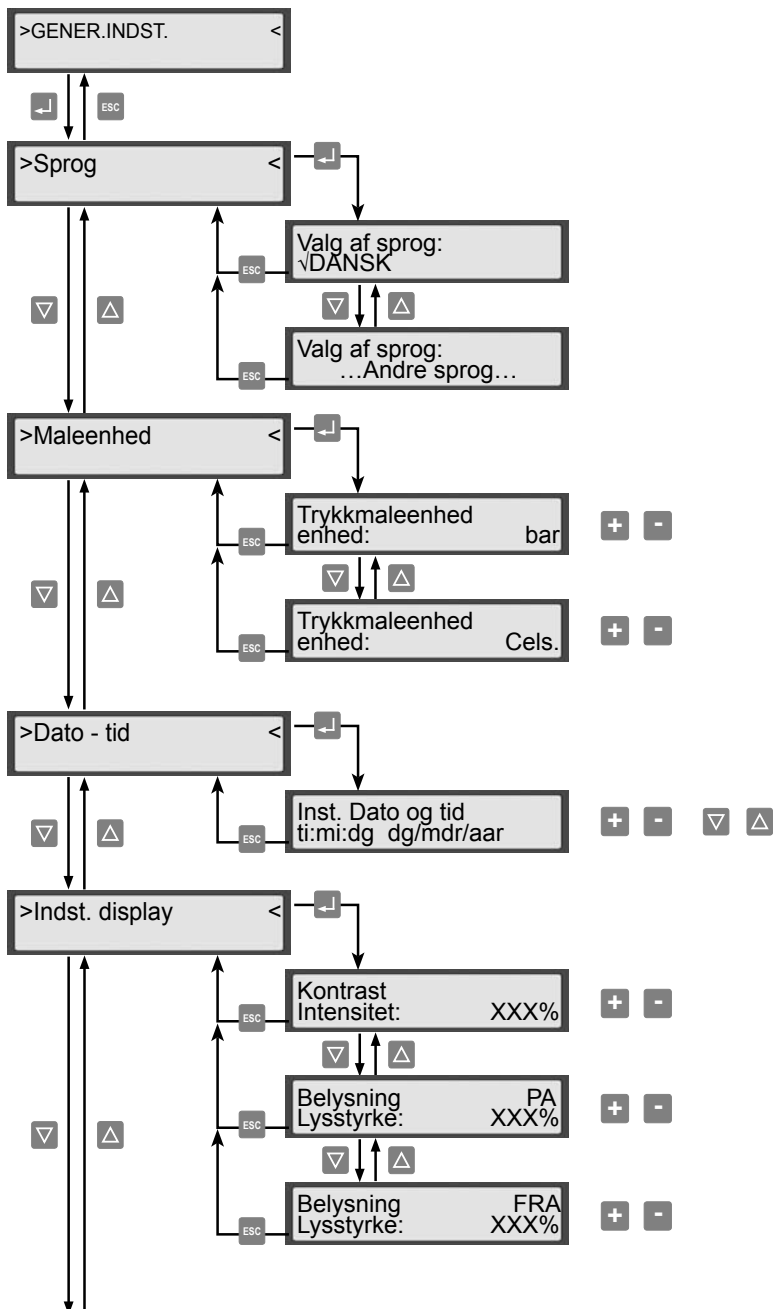 >GENER.INDST. <
ESC
>Sprog <
Valg af sprog:
√DANSK
ESC
Valg af sprog:
...Andre sprog...
ESC
>Maleenhed <
Trykkmaleenhed
enhed: bar
+ -
ESC
Trykkmaleenhed
enhed: Cels.
+ -
ESC
>Dato - tid <
Inst. Dato og tid
ti:mi:dg dg/mdr/aar
+ -
ESC
>Indst. display <
Kontrast
Intensitet: XXX%
+ -
ESC
Belysning PA
Lysstyrke: XXX%
+ -
ESC
Belysning FRA
Lysstyrke: XXX%
+ -
ESC